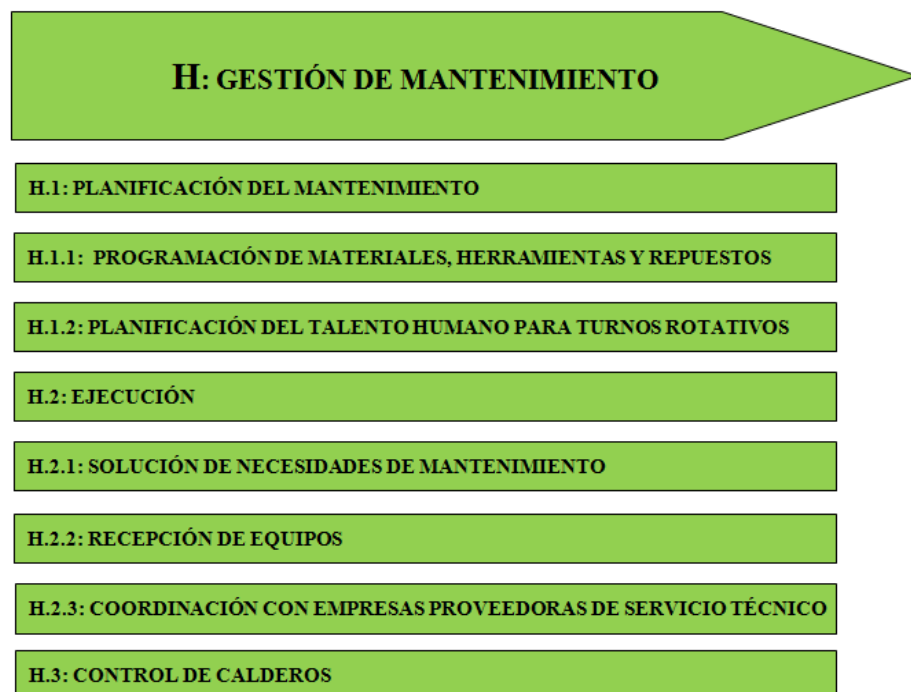 H: GESTIÓN DE MANTENIMIENTO
H.1: PLANIFICACIÓN DEL MANTENIMIENTO
H.1.1: PROGRAMACIÓN DE MATERIALES, HERRAMIENTAS Y REPUESTOS
H.1.2: PLANIFICACIÓN DEL TALENTO HUMANO PARA TURNOS ROTATIVOS
H.2: EJECUCIÓN
H.2.1: SOLUCIÓN DE NECESIDADES DE MANTENIMIENTO
H.2.2: RECEPCIÓN DE EQUIPOS
H.2.3: COORDINACIÓN CON EMPRESAS PROVEEDORAS DE SERVICIO TÉCNICO
H.3: CONTROL DE CALDEROS